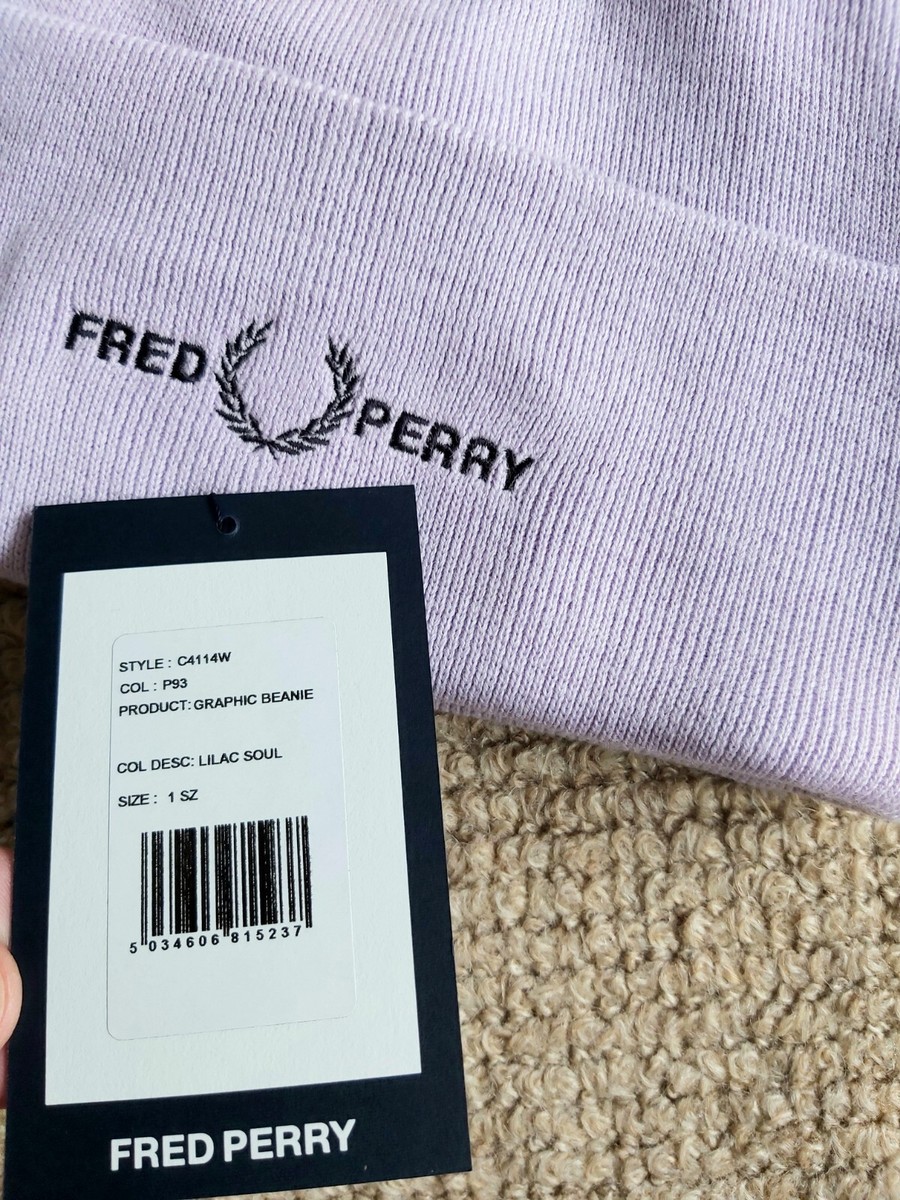 FRED PERRY
STYLE : C4114W
COL : P93
PRODUCT: GRAPHIC BEANIE
COL DESC: LILAC SOUL
SIZE : 1 SZ
5 034606 815237
FRED PERRY